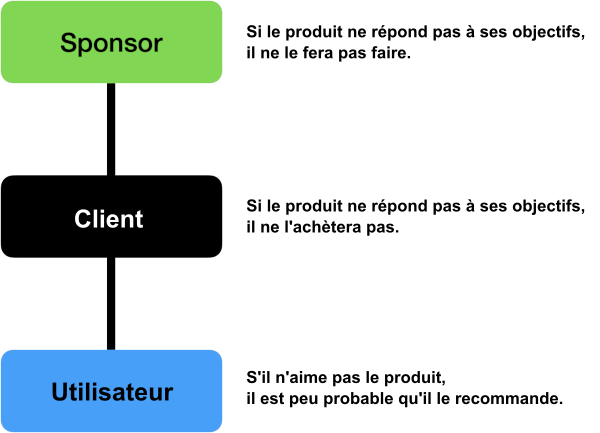 Sponsor
Si le produit ne répond pas à ses objectifs,
il ne le fera pas faire.
Client
Si le produit ne répond pas à ses objectifs,
il ne l'achètera pas.
Utilisateur
S'il n'aime pas le produit,
il est peu probable qu'il le recommande.